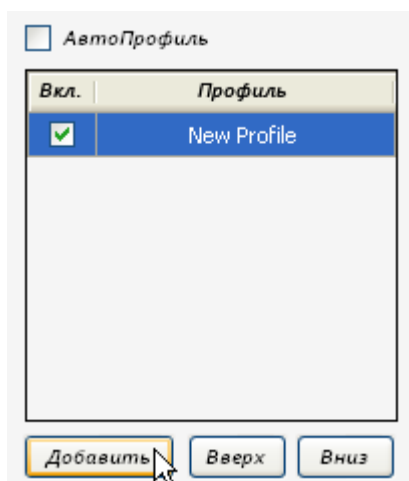 АвтоПрофиль
Вкл. Профиль
New Profile
Добавить Вверх Вниз